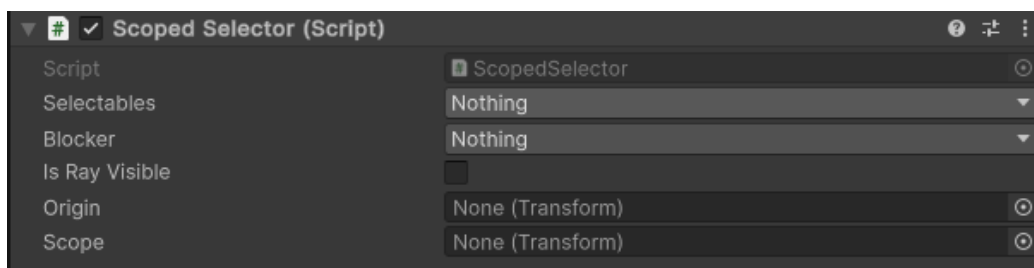 # Scoped Selector (Script)
Script # ScopedSelector
Selectables Nothing
Blocker Nothing
Is Ray Visible
Origin None (Transform)
Scope None (Transform)